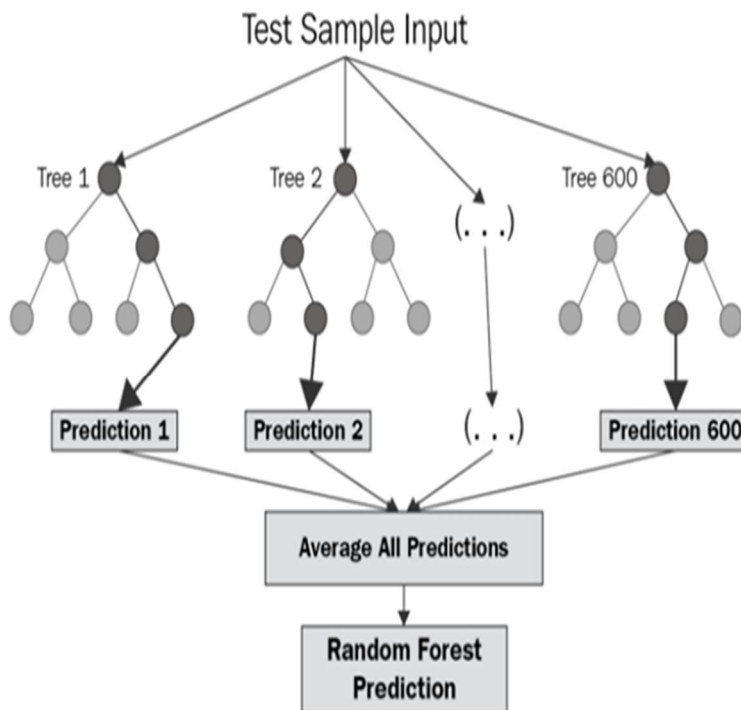 Test Sample Input
Tree 1
Tree 2
Tree 600
(. . .)
Prediction 1
Prediction 2
(. . .)
Prediction 600
Average All Predictions
Random Forest
Prediction